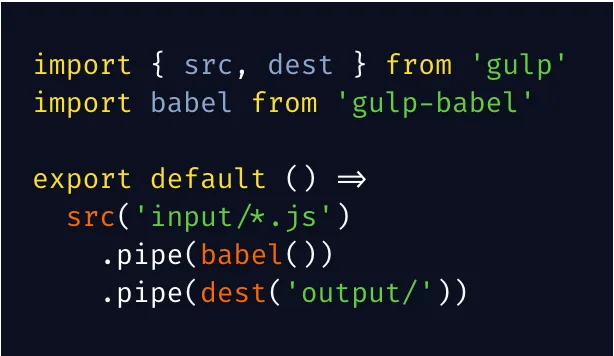 import { src, dest } from 'gulp'
import babel from 'gulp-babel'

export default () =>
  src('input/*.js')
    .pipe(babel())
    .pipe(dest('output/'))